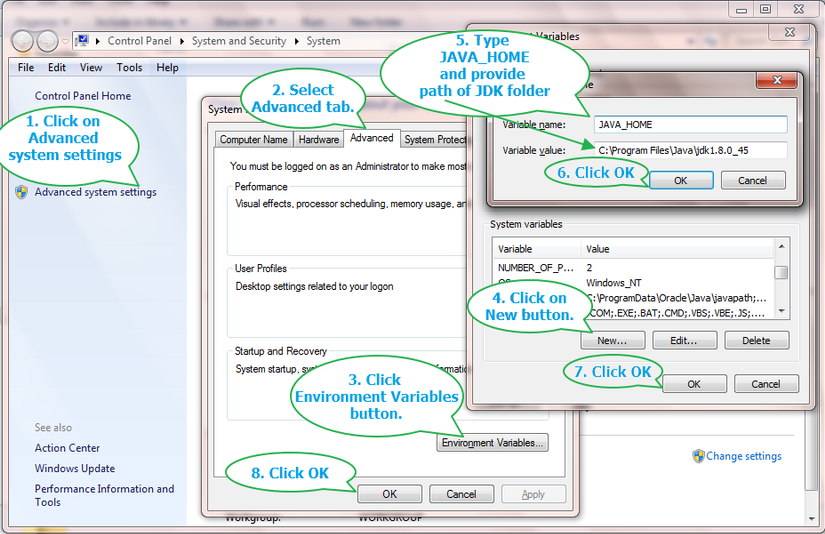 Control Panel
System and Security
System
File Edit View Tools Help
Control Panel Home
1. Click on
Advanced
system settings
Advanced system settings
See also
Action Center
Windows Update
Performance Information and
Tools
2. Select
Advanced tab.
System
Computer Name Hardware Advanced System Protec
You must be logged on as an Administrator to make most
Performance
Visual effects, processor scheduling, memory usage, an
User Profiles
Desktop settings related to your logon
Startup and Recovery
System startup, sys
3. Click
Environment Variables
button.
Environment Variables...
8. Click OK
OK Cancel Apply
Workgroup: WORKGROUP
Variables
5. Type
JAVA_HOME
and provide
path of JDK folder
Variable name: JAVA_HOME
Variable value: C:\Program Files\Java\jdk1.8.0_45
6. Click OK
OK Cancel
System variables
Variable Value
NUMBER_OF_P... 2
Windows_NT
C:\ProgramData\Oracle\Java\javapath;...
.COM;.EXE;.BAT;.CMD;.VBS;.VBE;.JS;....
4. Click on
New button.
New... Edit... Delete
7. Click OK
OK Cancel
Change settings